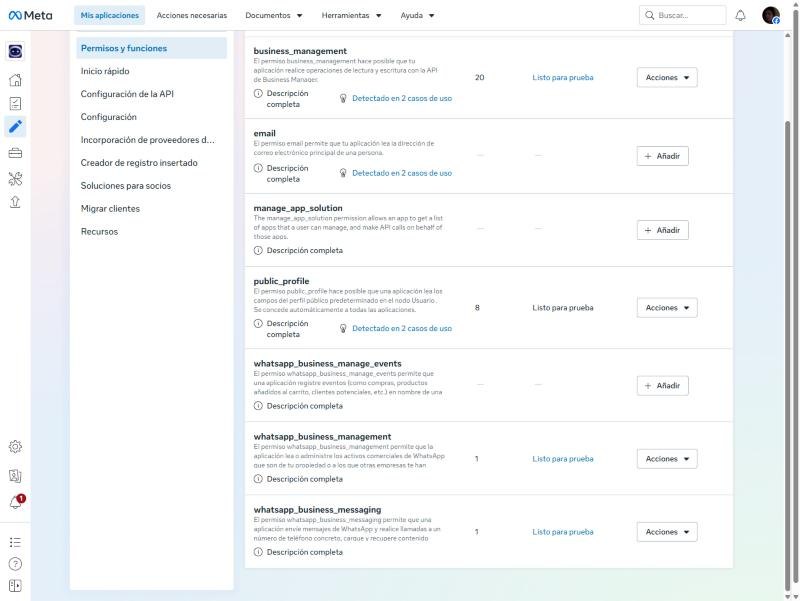 Meta
Mis aplicaciones
Acciones necesarias
Documentos
Herramientas
Ayuda
Buscar...
Permisos y funciones
Inicio rápido
Configuración de la API
Configuración
Incorporación de proveedores d...
Creador de registro insertado
Soluciones para socios
Migrar clientes
Recursos
1
business_management
El permiso business_management hace posible que tu
aplicación realice operaciones de lectura y escritura con la API
de Business Manager.
Descripción
completa
Detectado en 2 casos de uso
20
Listo para prueba
Acciones
email
El permiso email permite que tu aplicación lea la dirección de
correo electrónico principal de una persona.
Descripción
completa
Detectado en 2 casos de uso
—
—
+ Añadir
manage_app_solution
The manage_app_solution permission allows an app to get a list
of apps that a user can manage, and make API calls on behalf of
those apps.
Descripción completa
—
—
+ Añadir
public_profile
El permiso public_profile hace posible que una aplicación lea los
campos del perfil público predeterminado en el nodo Usuario .
Se concede automáticamente a todas las aplicaciones.
Descripción
completa
Detectado en 2 casos de uso
8
Listo para prueba
Acciones
whatsapp_business_manage_events
El permiso whatsapp_business_manage_events permite que
una aplicación registre eventos (como compras, productos
añadidos al carrito, clientes potenciales, etc.) en nombre de una
Descripción completa
—
—
+ Añadir
whatsapp_business_management
El permiso whatsapp_business_management permite que la
aplicación lea o administre los activos comerciales de WhatsApp
que son de tu propiedad o a los que otras empresas te han
Descripción completa
1
Listo para prueba
Acciones
whatsapp_business_messaging
El permiso whatsapp_business_messaging permite que una
aplicación envíe mensajes de WhatsApp y realice llamadas a un
número de teléfono concreto, cargue y recupere contenido
Descripción completa
1
Listo para prueba
Acciones